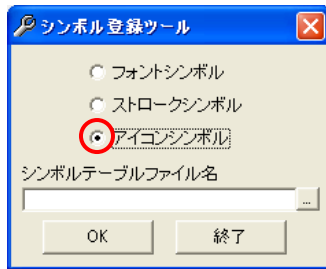 シンボル登録ツール
フォントシンボル
ストロークシンボル
アイコンシンボル
シンボルテーブルファイル名
...
OK
終了